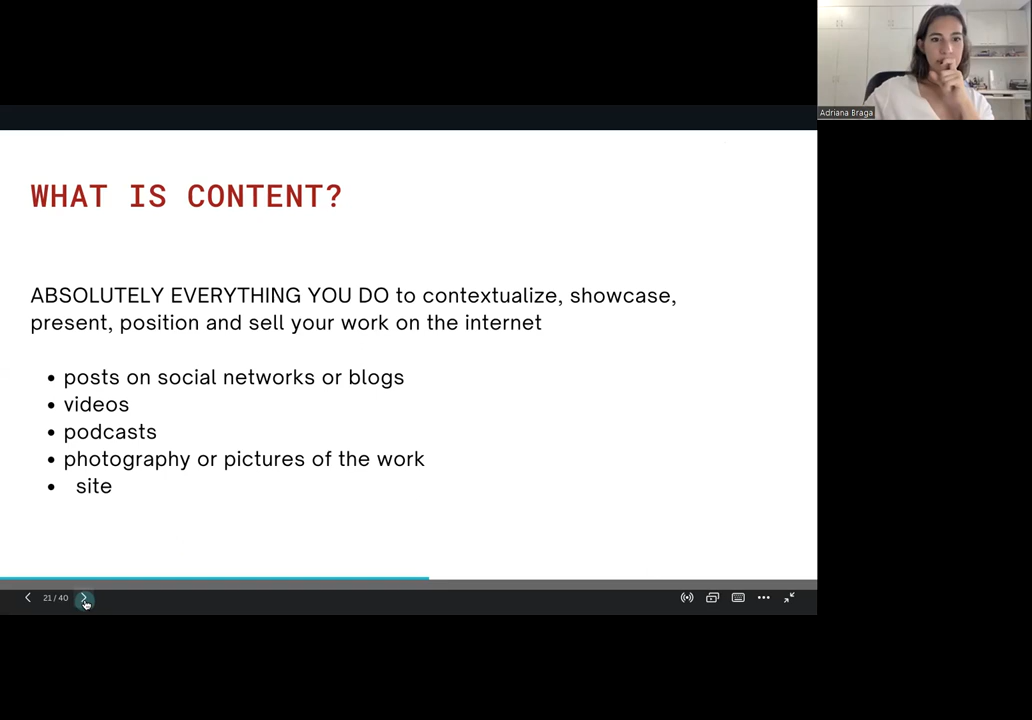 Adriana Braga
WHAT IS CONTENT?
ABSOLUTELY EVERYTHING YOU DO to contextualize, showcase,
present, position and sell your work on the internet
• posts on social networks or blogs
• videos
• podcasts
• photography or pictures of the work
• site
21 / 40